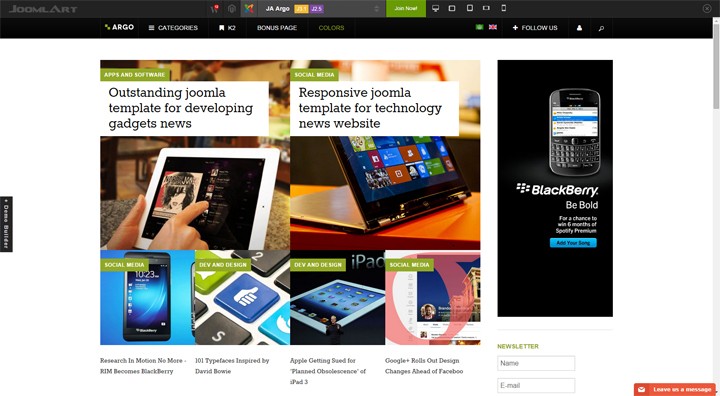 JOOMLART
JA Argo J3.1 J2.5
Join Now!
ARGO
CATEGORIES
K2
BONUS PAGE
COLORS
FOLLOW US
APPS AND SOFTWARE
Outstanding joomla
template for developing
gadgets news
SOCIAL MEDIA
Responsive joomla
template for technology
news website
SOCIAL MEDIA
DEV AND DESIGN
DEV AND DESIGN
iPad
SOCIAL MEDIA
Research In Motion No More -
RIM Becomes BlackBerry
101 Typefaces Inspired by
David Bowie
Apple Getting Sued for
'Planned Obsolescence' of
iPad 3
Google+ Rolls Out Design
Changes Ahead of Faceboo
BlackBerry
Be Bold
For a chance to
win 6 months of
Spotify Premium
Add Your Song
NEWSLETTER
Name
E-mail
+ Demo Builder
Leave us a message